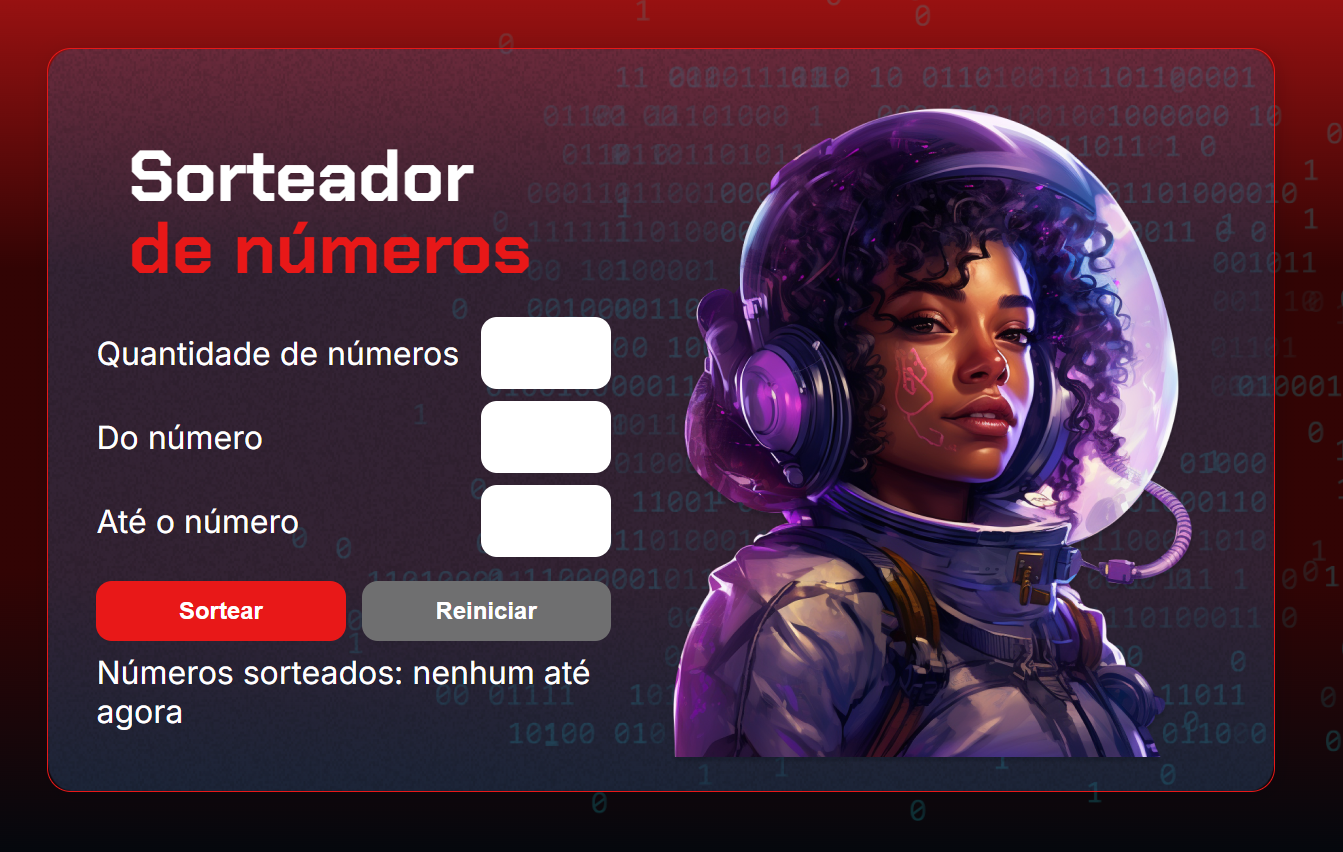 Sorteador
de números
Quantidade de números
Do número
Até o número
Sortear
Reiniciar
Números sorteados: nenhum até
agora